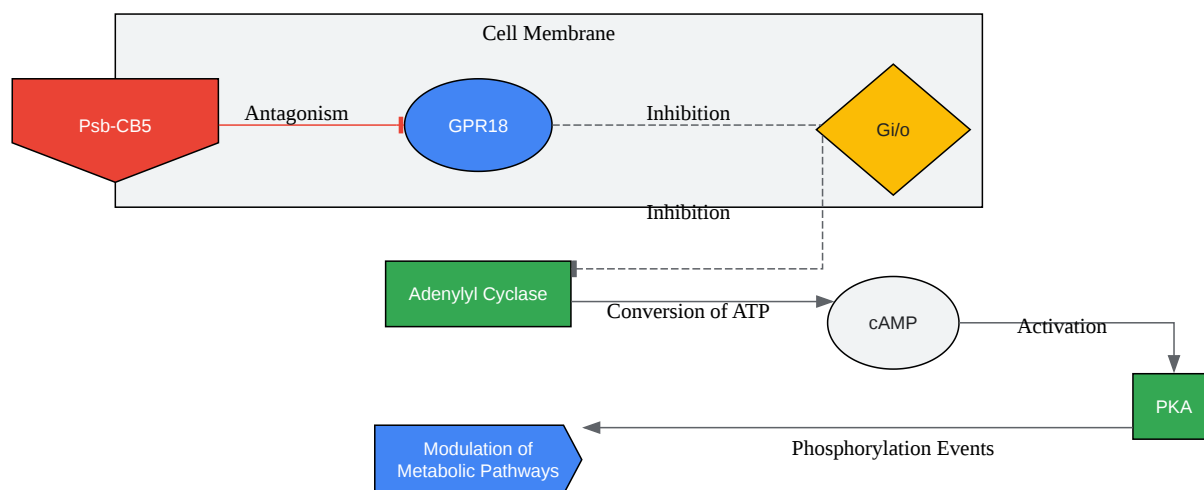 Cell Membrane
Psb-CB5
Antagonism
GPR18
Inhibition
Gi/o
Inhibition
Adenylyl Cyclase
Conversion of ATP
cAMP
Activation
PKA
Modulation of
Metabolic Pathways
Phosphorylation Events